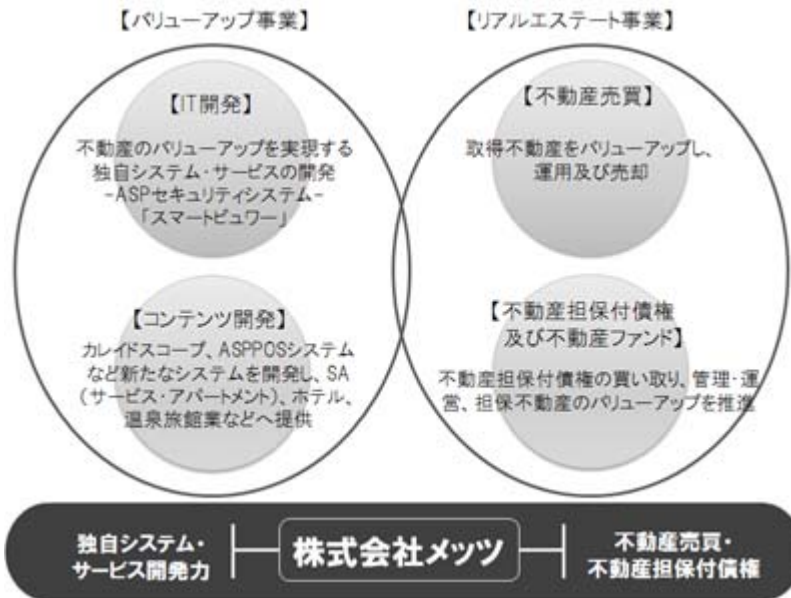 【バリューアップ事業】
【IT開発】
不動産のバリューアップを実現する
独自システム・サービスの開発
-ASPセキュリティシステム-
「スマートビュワー」
【コンテンツ開発】
カレイドスコープ、ASPPOSシステム
など新たなシステムを開発し、SA
(サービス・アパートメント)、ホテル、
温泉旅館業などへ提供
【リアルエステート事業】
【不動産売買】
取得不動産をバリューアップし、
運用及び売却
【不動産担保付債権
及び不動産ファンド】
不動産担保付債権の買い取り、管理・運
営、担保不動産のバリューアップを推進
独自システム・
サービス開発力
株式会社メッツ
不動産売買・
不動産担保付債権